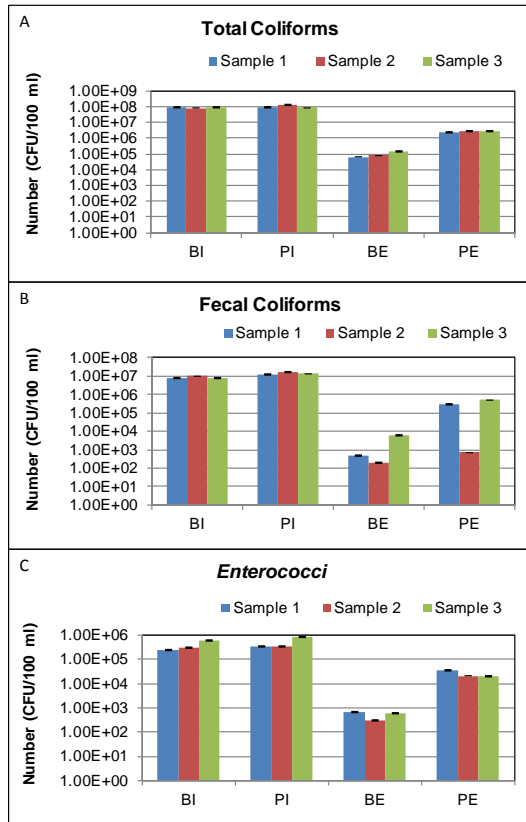 A
Total Coliforms
Sample 1 Sample 2 Sample 3
Number (CFU/100 ml)
1.00E+09
1.00E+08
1.00E+07
1.00E+06
1.00E+05
1.00E+04
1.00E+03
1.00E+02
1.00E+01
1.00E+00
BI PI BE PE
B
Fecal Coliforms
Sample 1 Sample 2 Sample 3
Number (CFU/100 ml)
1.00E+08
1.00E+07
1.00E+06
1.00E+05
1.00E+04
1.00E+03
1.00E+02
1.00E+01
1.00E+00
BI PI BE PE
C
Enterococci
Sample 1 Sample 2 Sample 3
Number (CFU/100 ml)
1.00E+06
1.00E+05
1.00E+04
1.00E+03
1.00E+02
1.00E+01
1.00E+00
BI PI BE PE